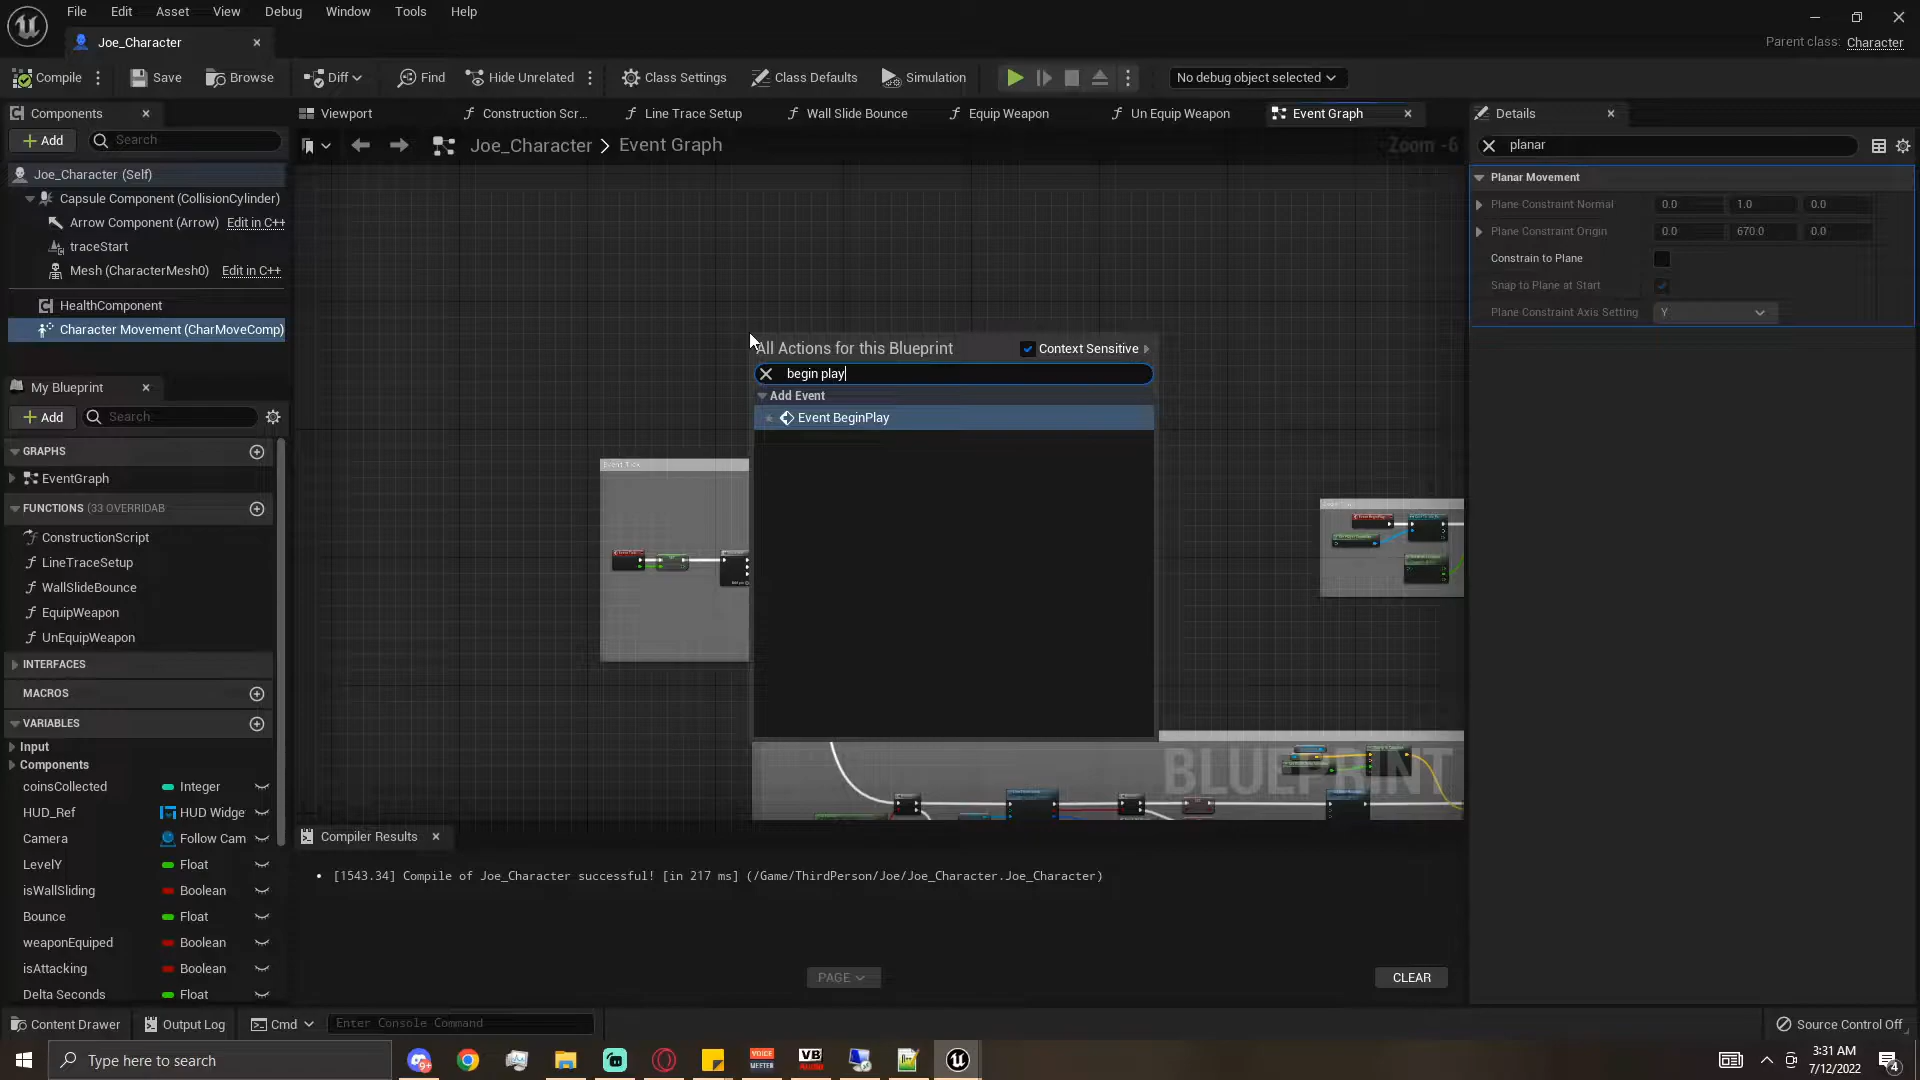 File Edit Asset View Debug Window Tools Help
Joe_Character
Parent class: Character
Compile Save Browse Diff Find Hide Unrelated Class Settings Class Defaults Simulation No debug object selected
Components
Add Search
Joe_Character (Self)
Capsule Component (CollisionCylinder)
Arrow Component (Arrow) Edit in C++
traceStart
Mesh (CharacterMesh0) Edit in C++
HealthComponent
Character Movement (CharMoveComp)
My Blueprint
Add Search
GRAPHS
EventGraph
FUNCTIONS (33 OVERRIDAB
ConstructionScript
LineTraceSetup
WallSlideBounce
EquipWeapon
UnEquipWeapon
INTERFACES
MACROS
VARIABLES
Input
Components
coinsCollected Integer
HUD_Ref HUD Widge
Camera Follow Cam
LevelY Float
isWallSliding Boolean
Bounce Float
weaponEquiped Boolean
isAttacking Boolean
Delta Seconds Float
Viewport Construction Scr... Line Trace Setup Wall Slide Bounce Equip Weapon Un Equip Weapon Event Graph
Joe_Character > Event Graph
Zoom -6
All Actions for this Blueprint Context Sensitive
begin play
Add Event
Event BeginPlay
Event Tick
BLUEPRINT
Compiler Results
• [1543.34] Compile of Joe_Character successful! [in 217 ms] (/Game/ThirdPerson/Joe/Joe_Character.Joe_Character)
PAGE
CLEAR
Details
planar
Planar Movement
Plane Constraint Normal 0.0 1.0 0.0
Plane Constraint Origin 0.0 670.0 0.0
Constrain to Plane
Snap to Plane at Start
Plane Constraint Axis Setting Y
Content Drawer Output Log Cmd Enter Console Command
Source Control Off
Type here to search
9+
VOICE MEETER
VB
3:31 AM
7/12/2022
4